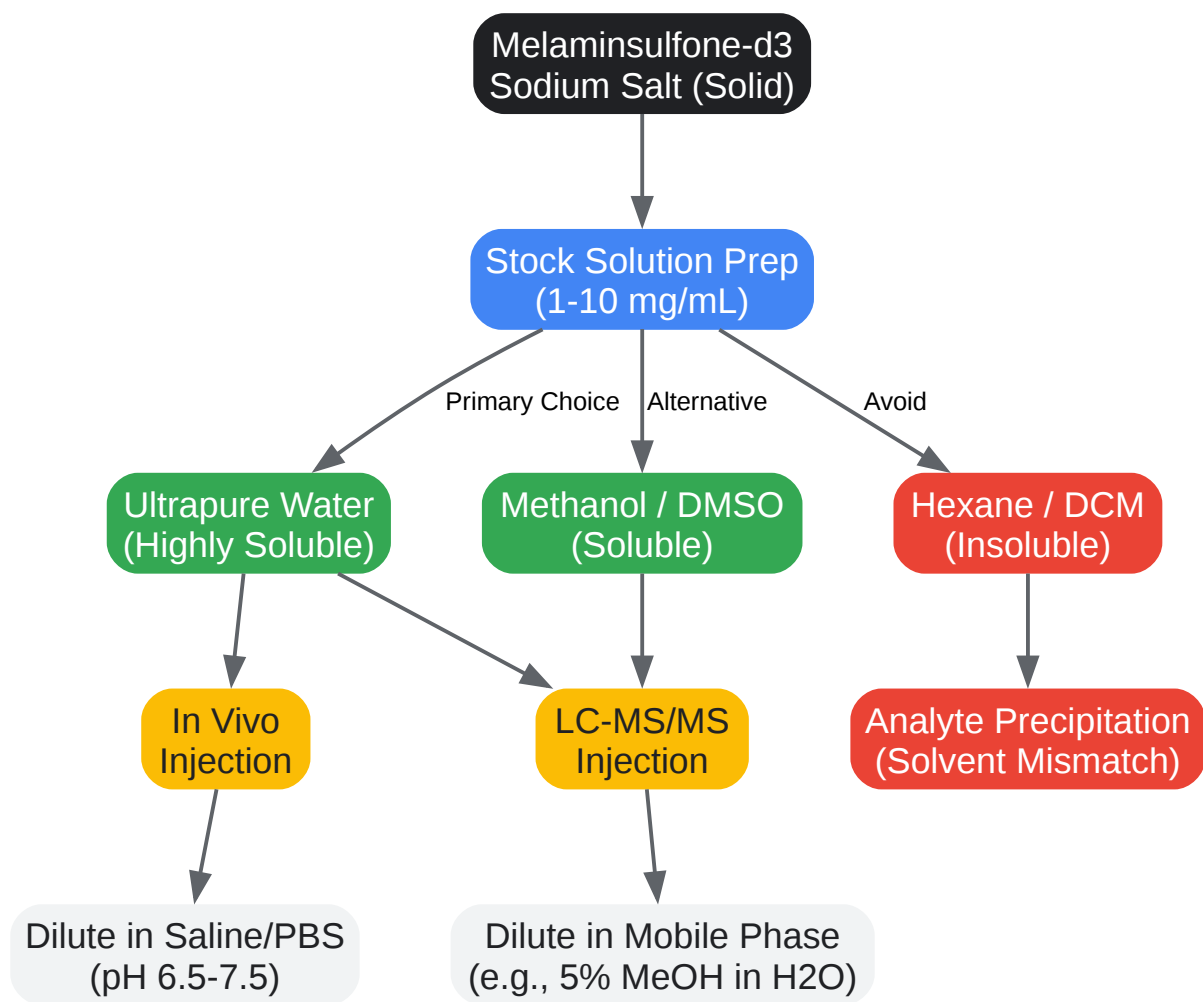 Melaminsulfone-d3
Sodium Salt (Solid)
Stock Solution Prep
(1-10 mg/mL)
Primary Choice
Alternative
Avoid
Ultrapure Water
(Highly Soluble)
Methanol / DMSO
(Soluble)
Hexane / DCM
(Insoluble)
In Vivo
Injection
LC-MS/MS
Injection
Analyte Precipitation
(Solvent Mismatch)
Dilute in Saline/PBS
(pH 6.5-7.5)
Dilute in Mobile Phase
(e.g., 5% MeOH in H2O)